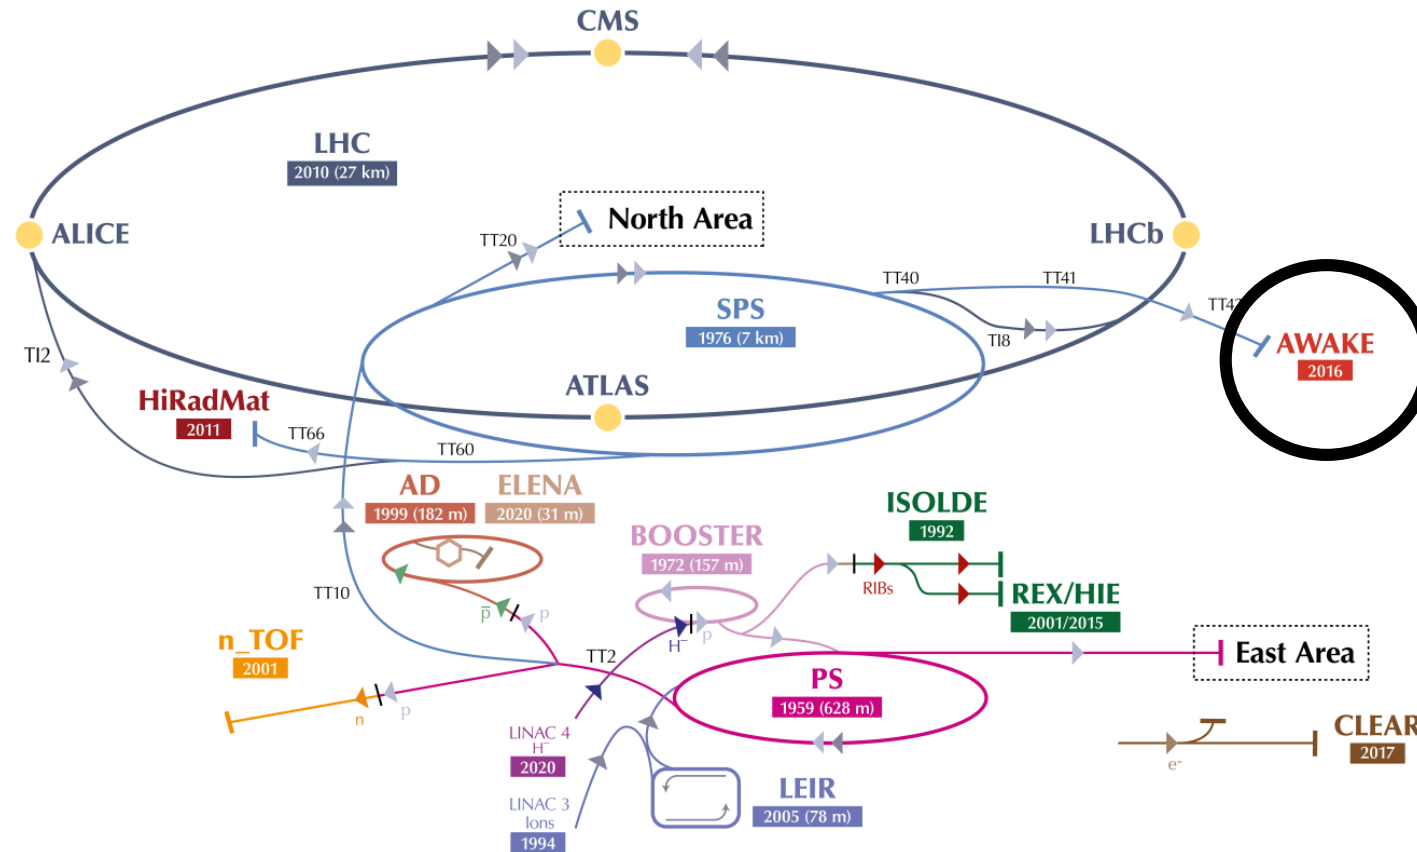 CMS
LHC
2010 (27 km)
North Area
ALICE
TT20
LHCb
SPS
1976 (7 km)
TT40
TT41
TI8
AWAKE
2016
TI2
ATLAS
HiRadMat
2011
TT66
TT60
AD
1999 (182 m)
ELENA
2020 (31 m)
ISOLDE
1992
BOOSTER
1972 (157 m)
RIBs
REX/HIE
2001/2015
TT10
p̅
p
H⁻
p
n_TOF
2001
TT2
East Area
n
p
PS
1959 (628 m)
LINAC 4
H⁻
2020
CLEAR
2017
e-
LINAC 3
Ions
1994
LEIR
2005 (78 m)